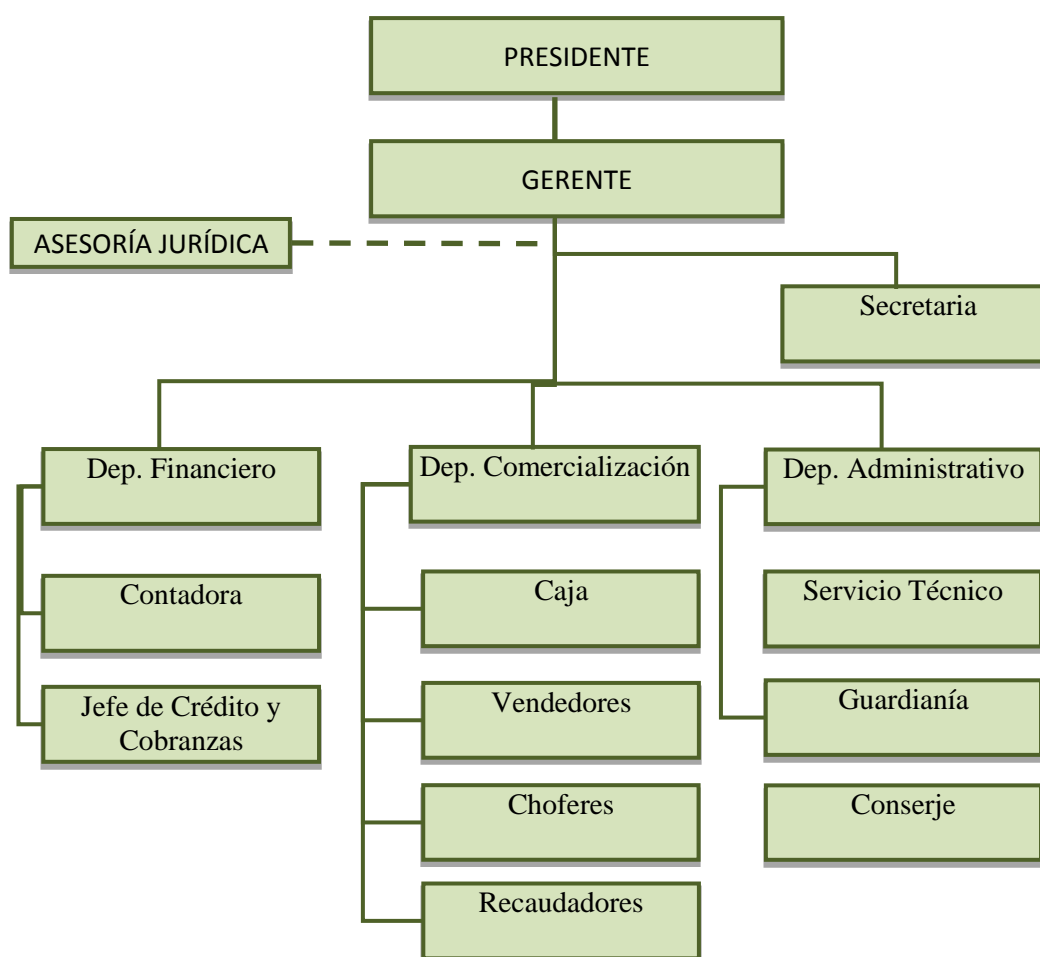 PRESIDENTE
GERENTE
ASESORÍA JURÍDICA
Secretaria
Dep. Financiero
Dep. Comercialización
Dep. Administrativo
Contadora
Caja
Servicio Técnico
Jefe de Crédito y
Cobranzas
Vendedores
Guardianía
Choferes
Conserje
Recaudadores